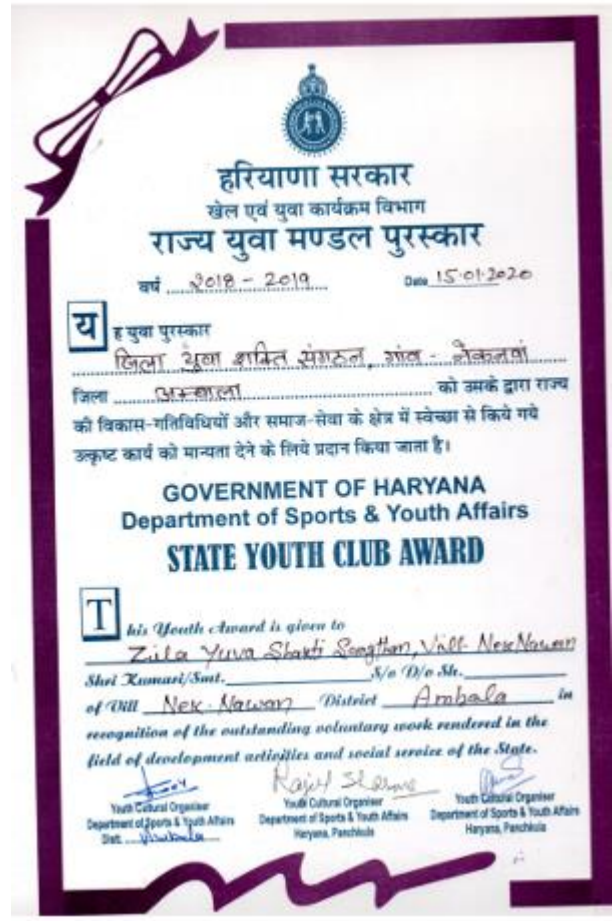 हरियाणा सरकार
खेल एवं युवा कार्यक्रम विभाग
राज्य युवा मण्डल पुरस्कार
वर्ष 2018 - 2019 Date 15.01.2020
यह युवा पुरस्कार
जिला युवा शक्ति संगठन, गांव - नेकनवां
जिला अम्बाला को उसके द्वारा राज्य
की विकास-गतिविधियों और समाज-सेवा के क्षेत्र में स्वेच्छा से किये गये
उत्कृष्ट कार्य को मान्यता देने के लिये प्रदान किया जाता है।
GOVERNMENT OF HARYANA
Department of Sports & Youth Affairs
STATE YOUTH CLUB AWARD
This Youth Award is given to
Zila Yuva Shakti Sangthan, Vill- Nek Nawan
Shri Kumari/Smt. S/o D/o Sh.
of Vill Nek Nawan District Ambala in
recognition of the outstanding voluntary work rendered in the
field of development activities and social service of the State.
Rajesh Sharma
Youth Cultural Organiser Youth Cultural Organiser Youth Cultural Organiser
Department of Sports & Youth Affairs Department of Sports & Youth Affairs Department of Sports & Youth Affairs
Distt. Ambala Haryana, Panchkula Haryana, Panchkula